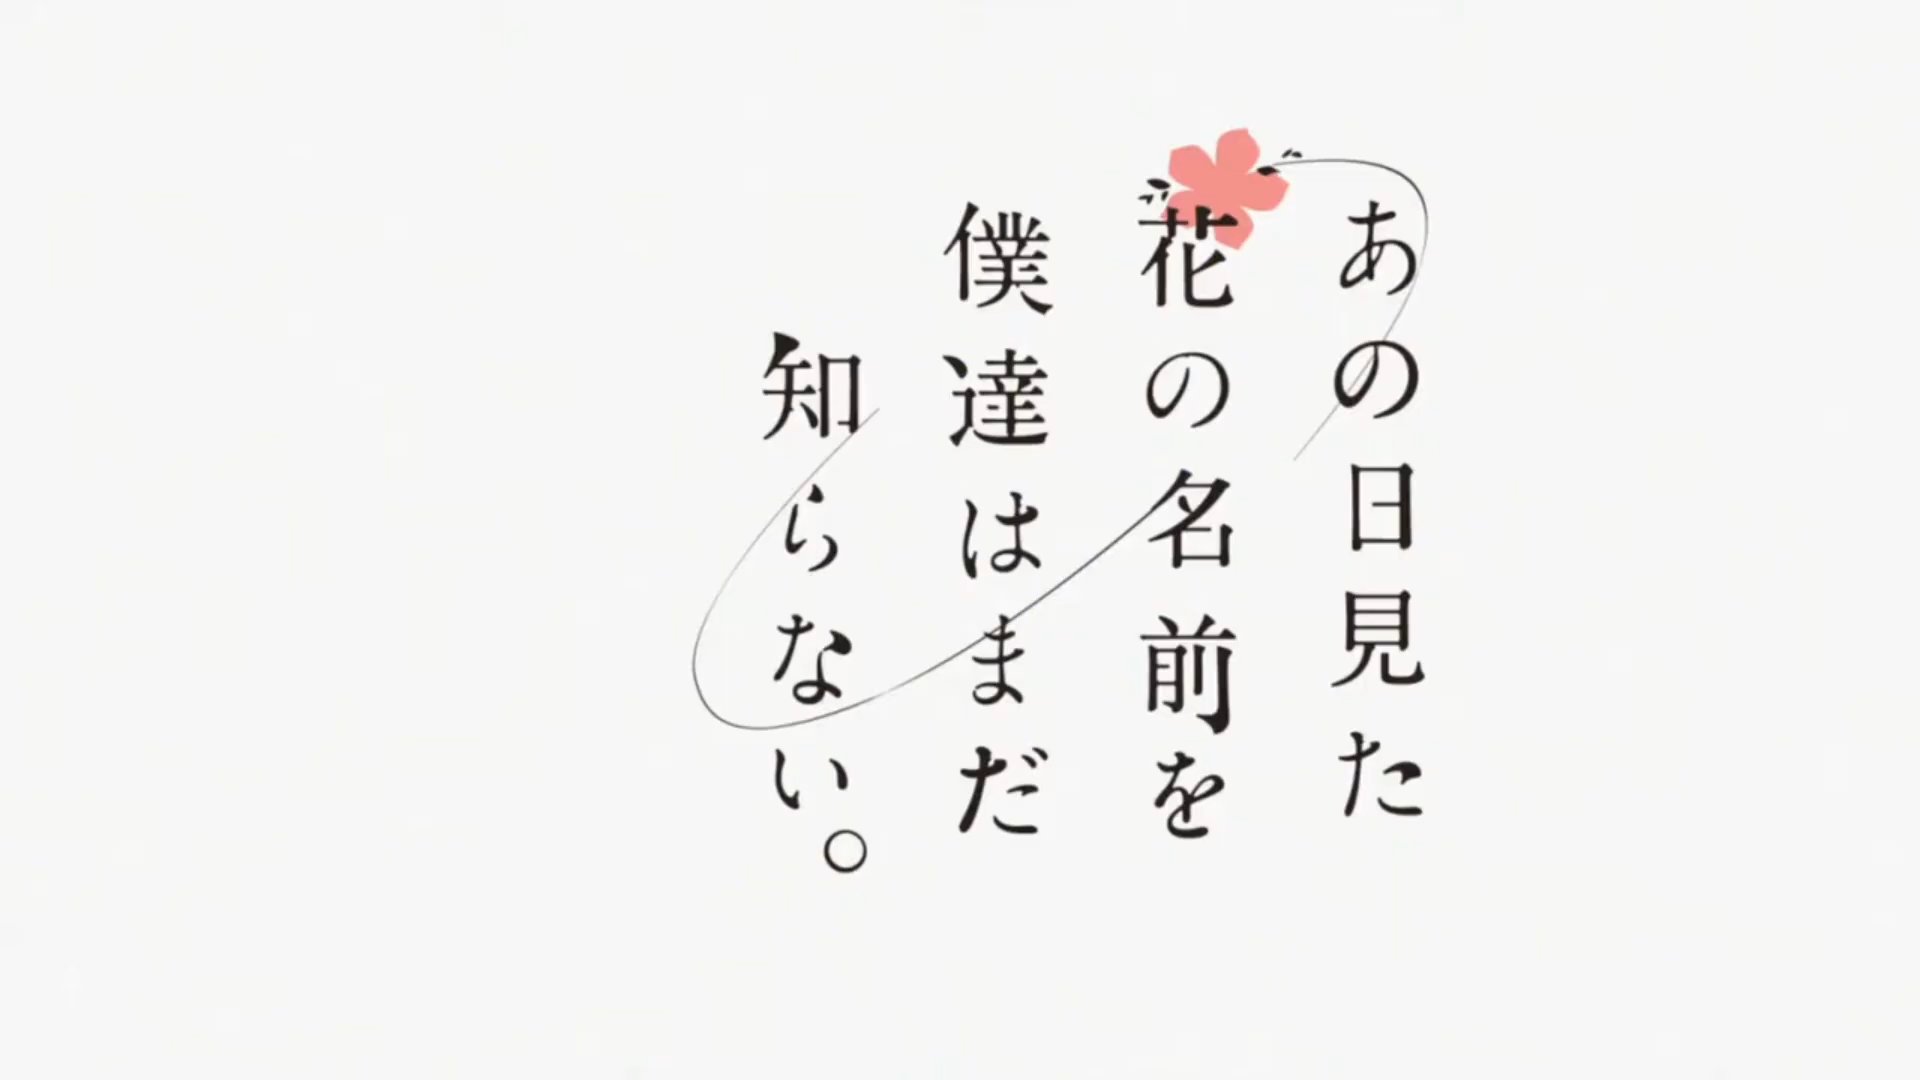 あの日見た
花の名前を
僕達はまだ
知らない。